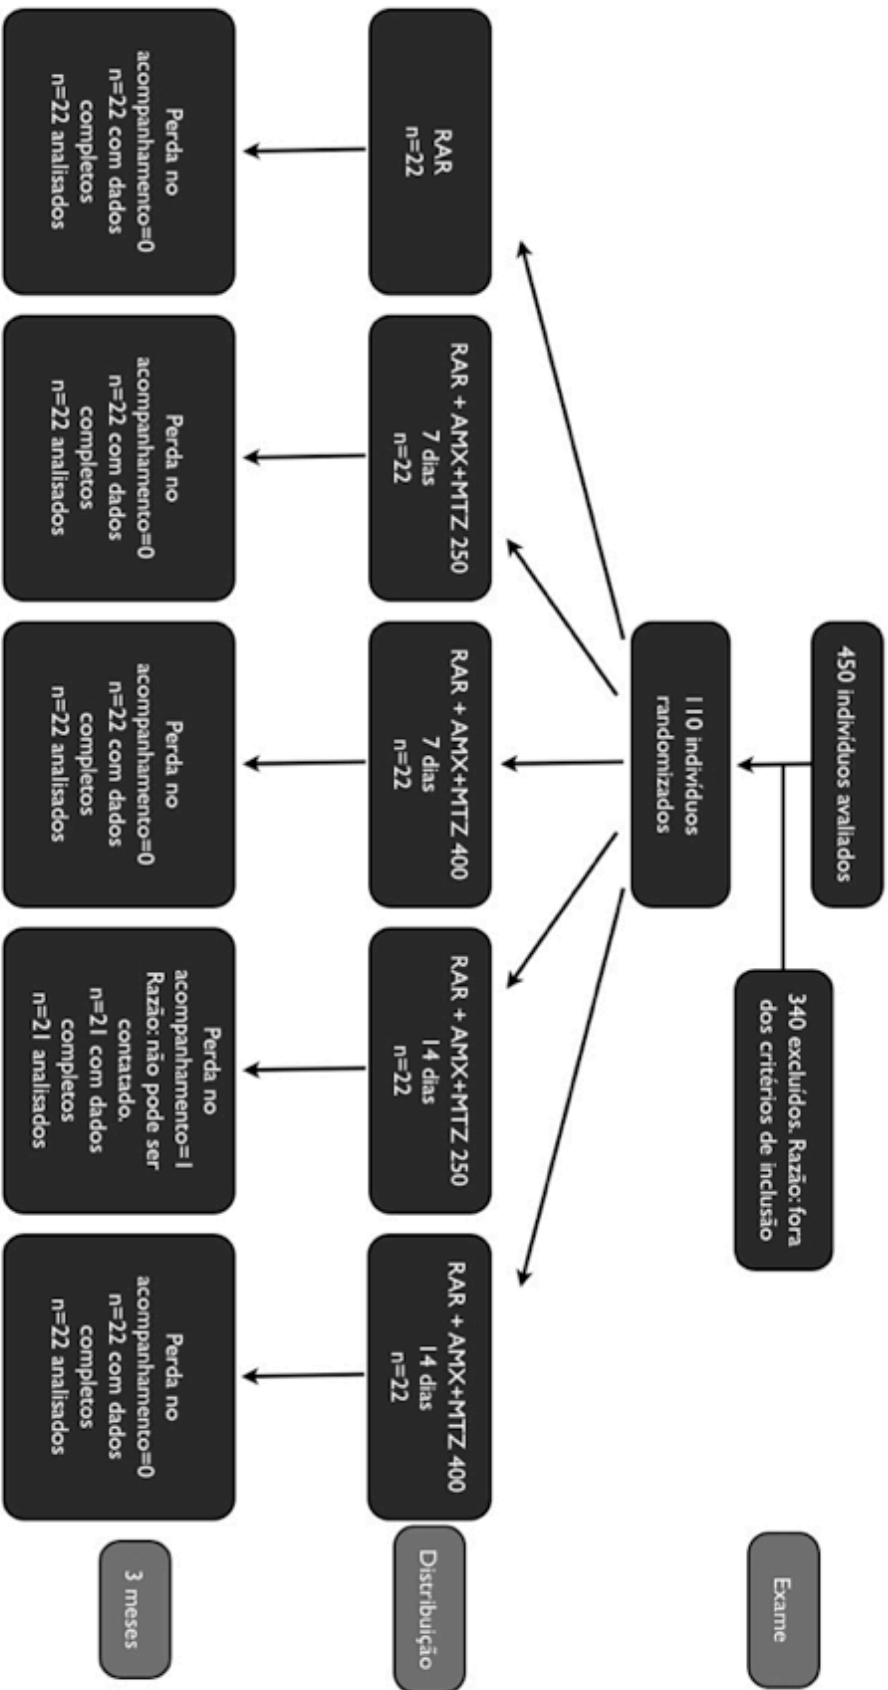 450 indivíduos avaliados
340 excluídos. Razão: fora
dos critérios de inclusão
Exame
110 indivíduos
randomizados
RAR
n=22
RAR + AMX+MTZ 250
7 dias
n=22
RAR + AMX+MTZ 400
7 dias
n=22
RAR + AMX+MTZ 250
14 dias
n=22
RAR + AMX+MTZ 400
14 dias
n=22
Distribuição
Perda no
acompanhamento=0
n=22 com dados
completos
n=22 analisados
Perda no
acompanhamento=0
n=22 com dados
completos
n=22 analisados
Perda no
acompanhamento=0
n=22 com dados
completos
n=22 analisados
Perda no
acompanhamento=1
Razão: não pode ser
contatado.
n=21 com dados
completos
n=21 analisados
Perda no
acompanhamento=0
n=22 com dados
completos
n=22 analisados
3 meses